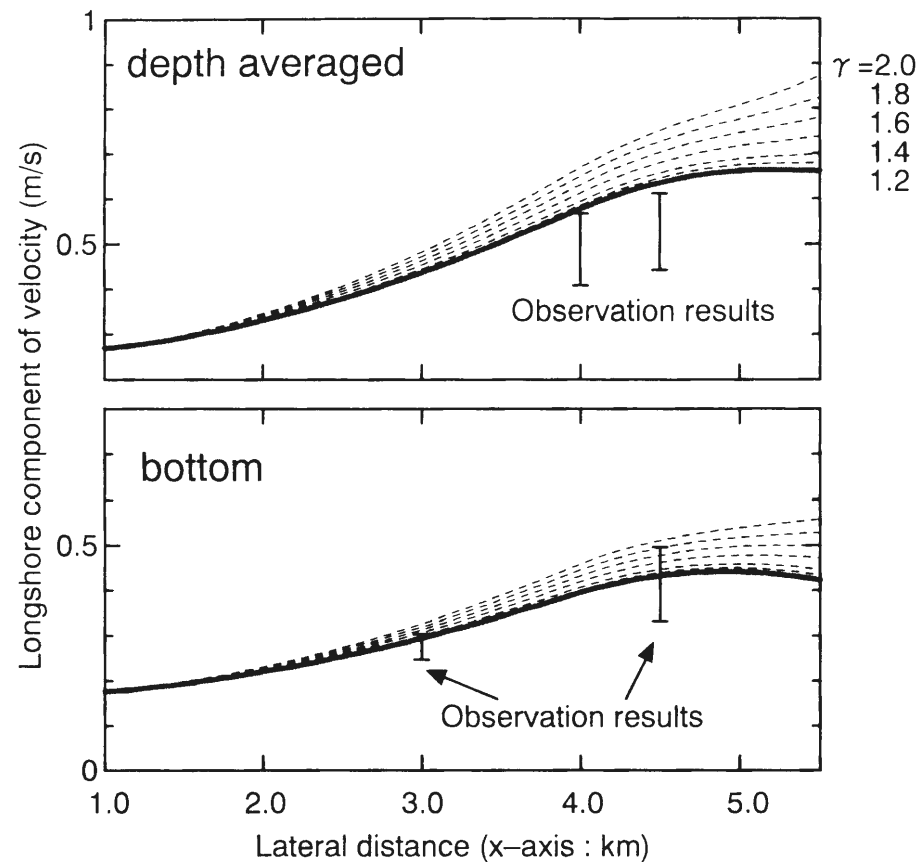 1
depth averaged
γ =2.0
1.8
1.6
1.4
1.2
0.5
Observation results
Longshore component of velocity (m/s)
bottom
0.5
Observation results
0
1.0 2.0 3.0 4.0 5.0
Lateral distance (x–axis : km)